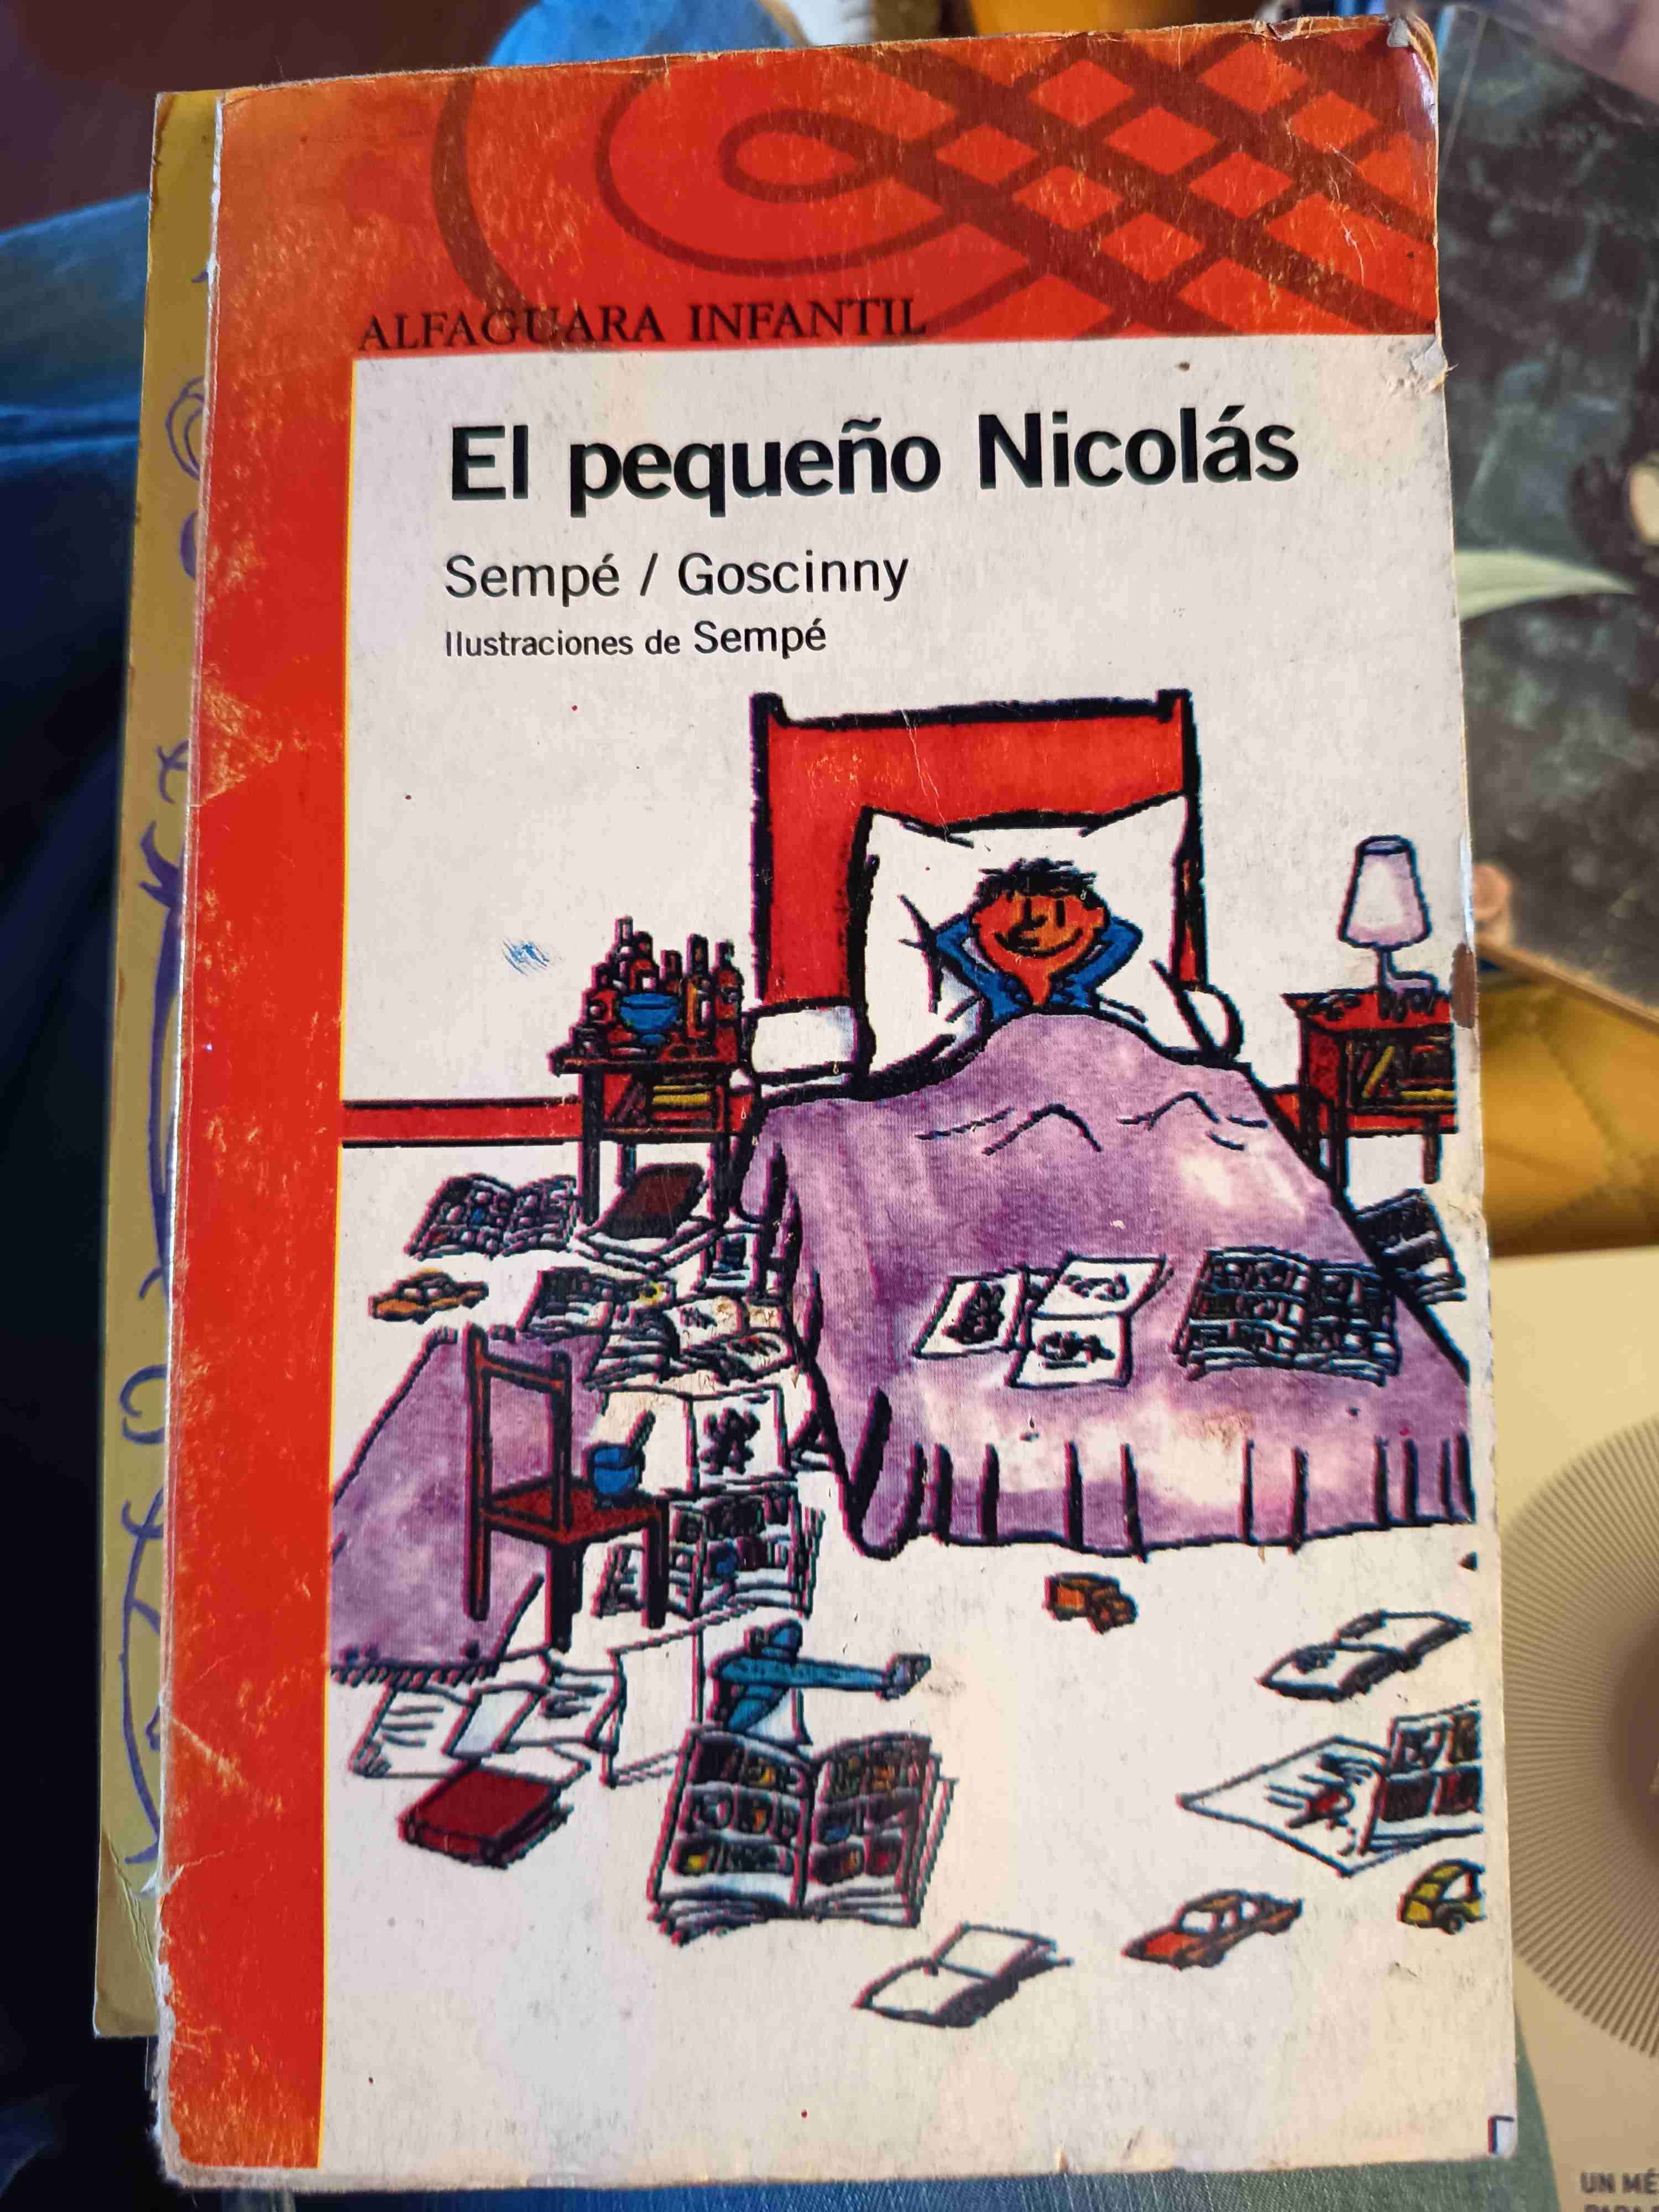 ALFAGUARA INFANTIL
El pequeño Nicolás
Sempé / Goscinny
Ilustraciones de Sempé
UN MÉ